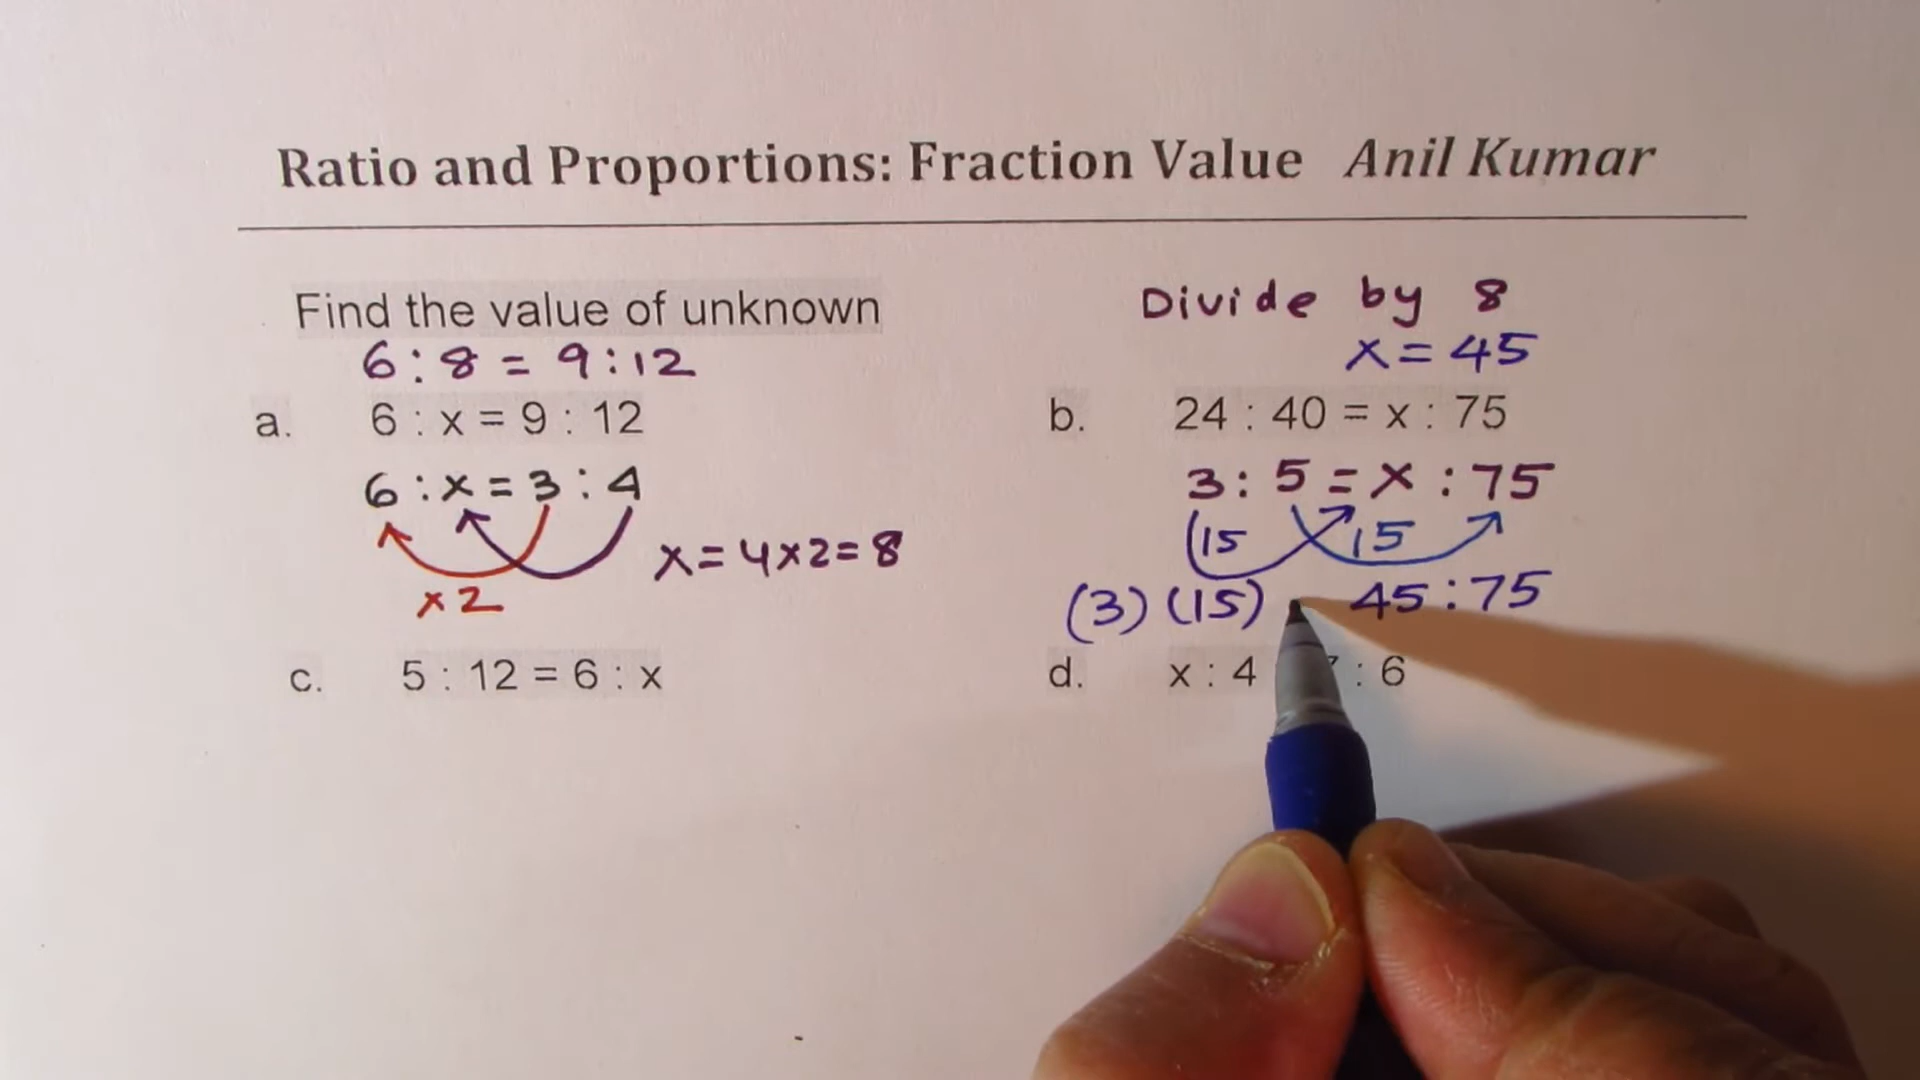 Ratio and Proportions: Fraction Value Anil Kumar
Find the value of unknown
6 : 8 = 9 : 12
a. 6 : x = 9 : 12
6 : x = 3 : 4
x = 4 x 2 = 8
x 2
Divide by 8
x = 45
b. 24 : 40 = x : 75
3 : 5 = x : 75
(15 15
(3) (15) 45 : 75
c. 5 : 12 = 6 : x
d. x : 4 : 6